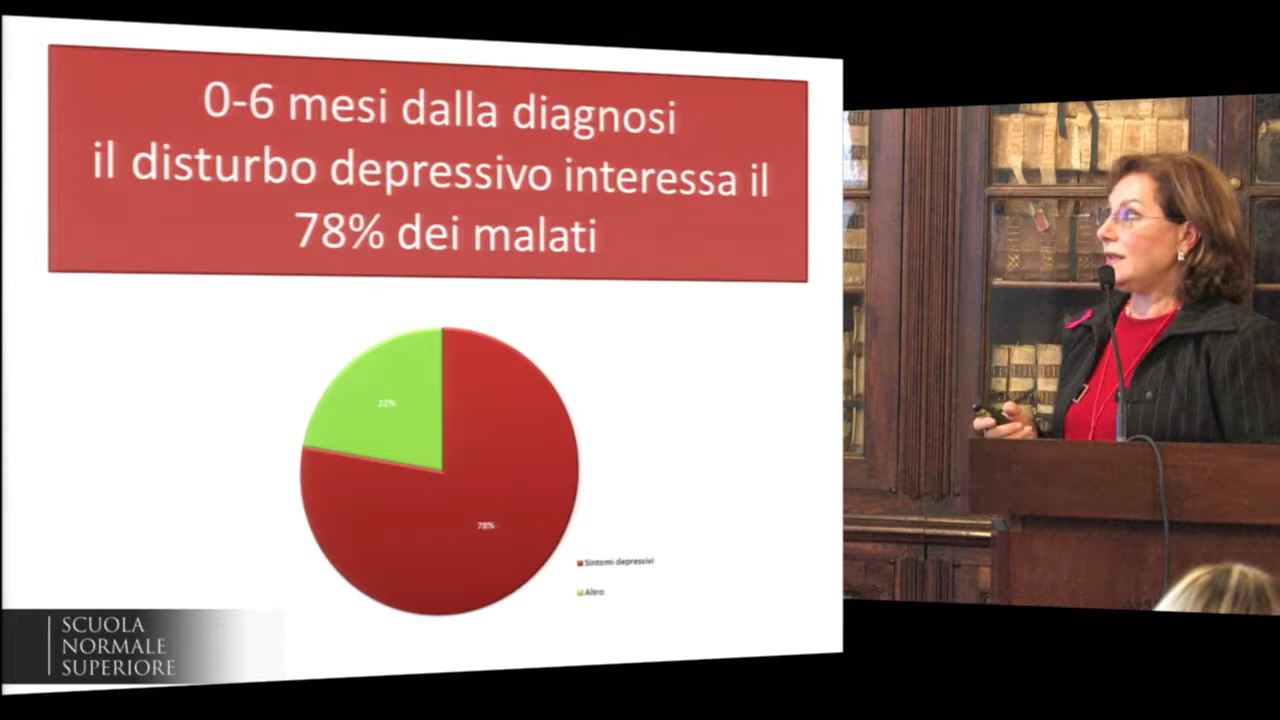 0-6 mesi dalla diagnosi
il disturbo depressivo interessa il
78% dei malati
22%
78%
Sintomi depressivi
Altro
SCUOLA
NORMALE
SUPERIORE